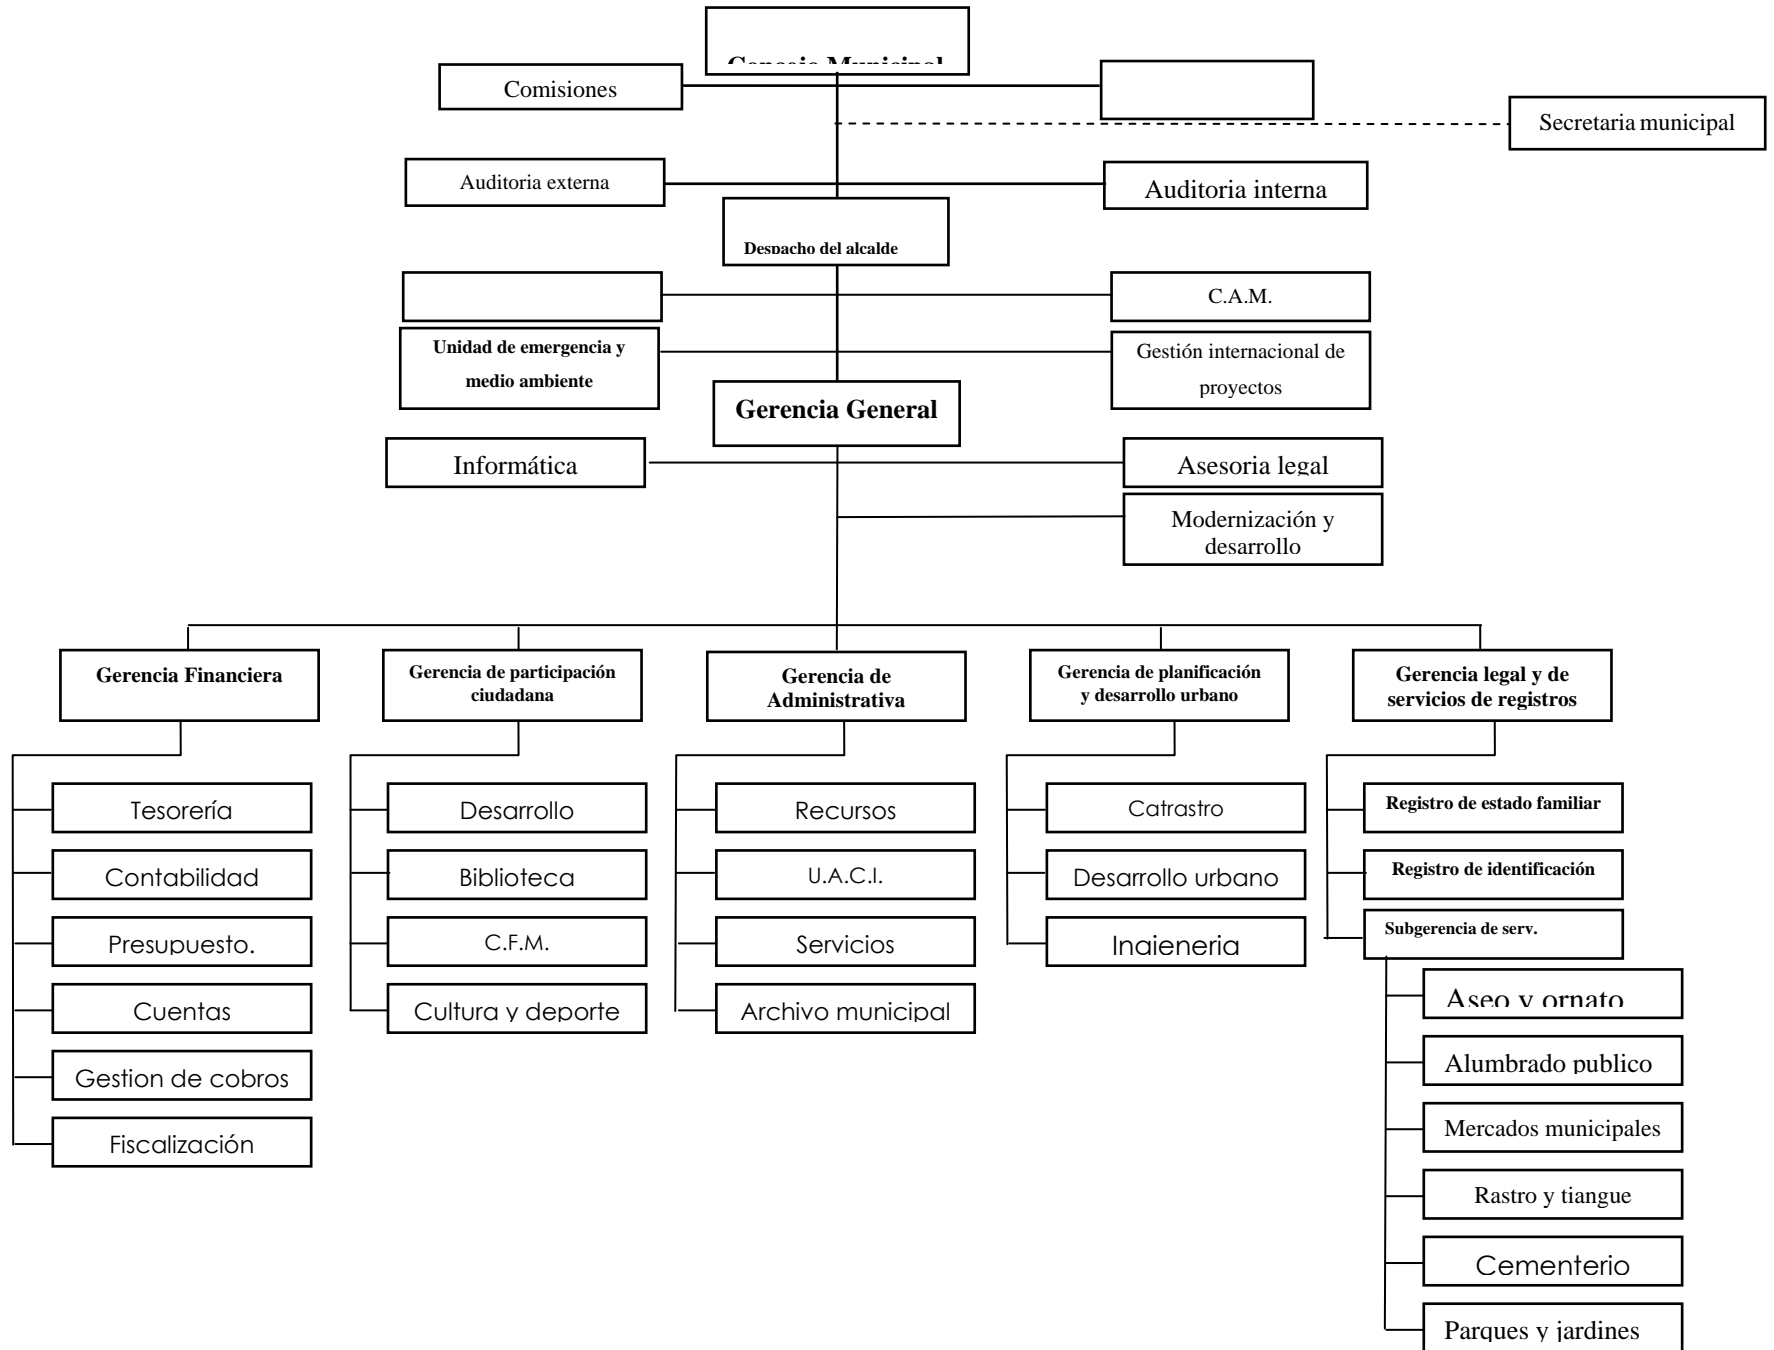 Concejo Municipal
Comisiones
Secretaria municipal
Auditoria externa
Auditoria interna
Despacho del alcalde
C.A.M.
Unidad de emergencia y
medio ambiente
Gestión internacional de
proyectos
Gerencia General
Informática
Asesoria legal
Modernización y
desarrollo
Gerencia Financiera
Gerencia de participación
ciudadana
Gerencia de
Administrativa
Gerencia de planificación
y desarrollo urbano
Gerencia legal y de
servicios de registros
Tesorería
Contabilidad
Presupuesto.
Cuentas
Gestion de cobros
Fiscalización
Desarrollo
Biblioteca
C.F.M.
Cultura y deporte
Recursos
U.A.C.I.
Servicios
Archivo municipal
Catrastro
Desarrollo urbano
Ingieneria
Registro de estado familiar
Registro de identificación
Subgerencia de serv.
Aseo y ornato
Alumbrado publico
Mercados municipales
Rastro y tiangue
Cementerio
Parques y jardines